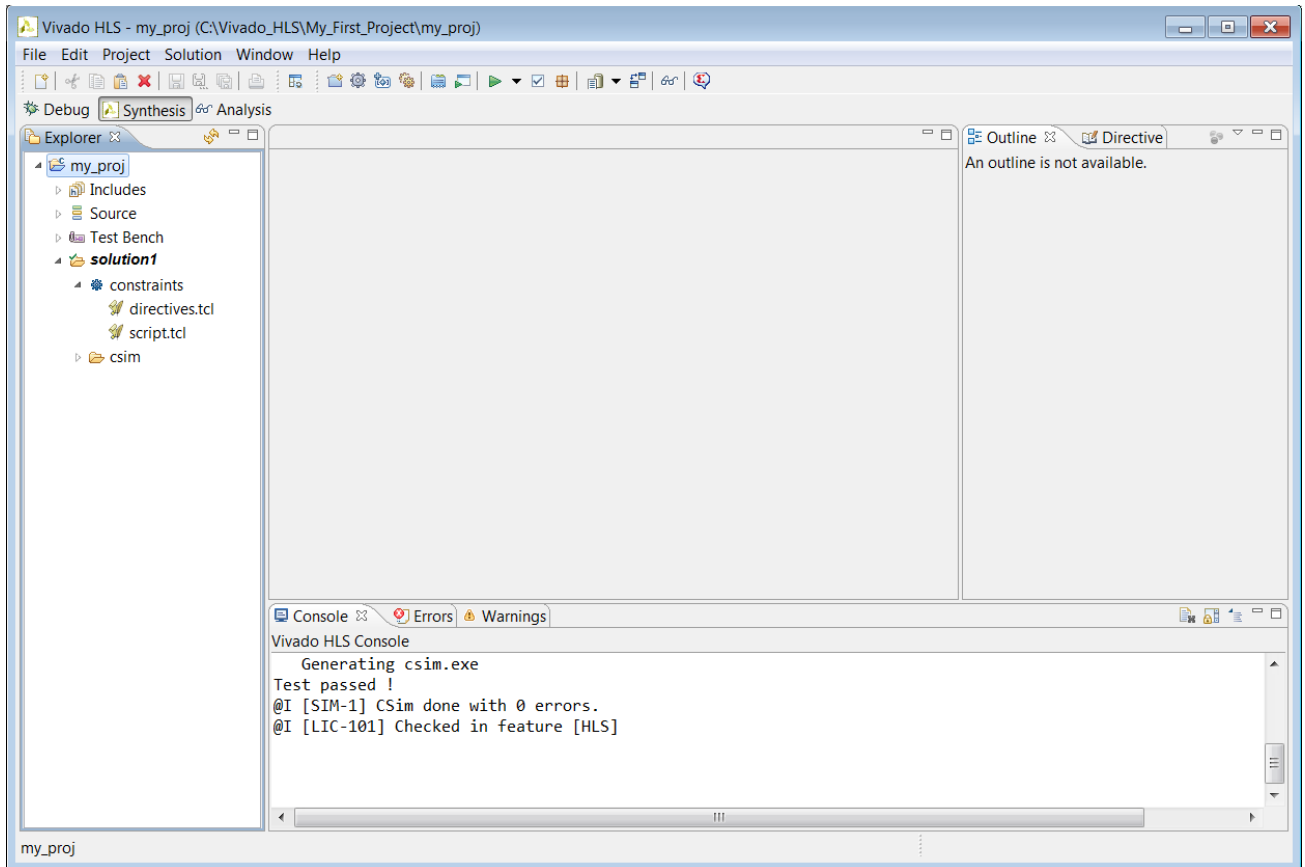 Vivado HLS - my_proj (C:\Vivado_HLS\My_First_Project\my_proj)
File Edit Project Solution Window Help
Debug Synthesis Analysis
Explorer
my_proj
Includes
Source
Test Bench
solution1
constraints
directives.tcl
script.tcl
csim
Outline Directive
An outline is not available.
Console Errors Warnings
Vivado HLS Console
Generating csim.exe
Test passed !
@I [SIM-1] CSim done with 0 errors.
@I [LIC-101] Checked in feature [HLS]
my_proj